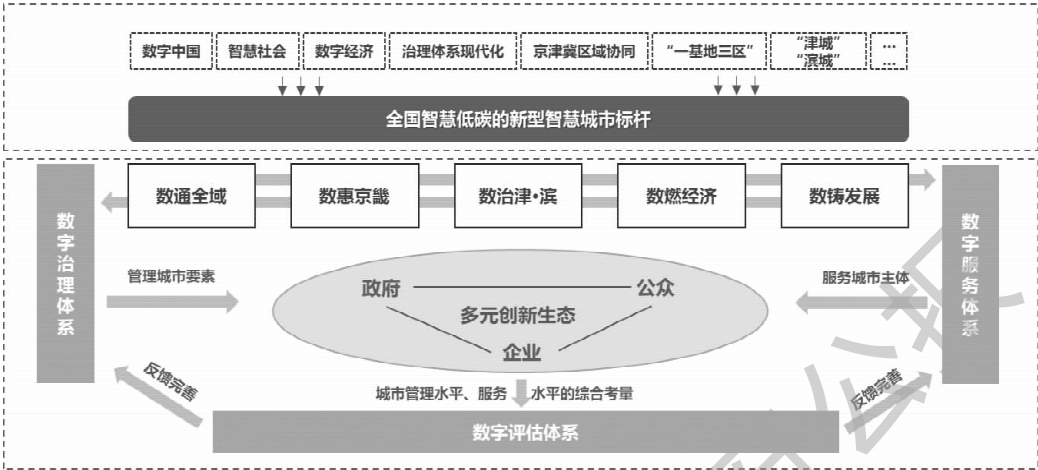 数字中国
智慧社会
数字经济
治理体系现代化
京津冀区域协同
“一基地三区”
“津城”
“滨城”
...
...
全国智慧低碳的新型智慧城市标杆
数通全域
数惠京畿
数治津·滨
数燃经济
数铸发展
数字治理体系
数字服务体系
管理城市要素
服务城市主体
政府
公众
多元创新生态
企业
反馈完善
城市管理水平、服务
水平的综合考量
反馈完善
数字评估体系